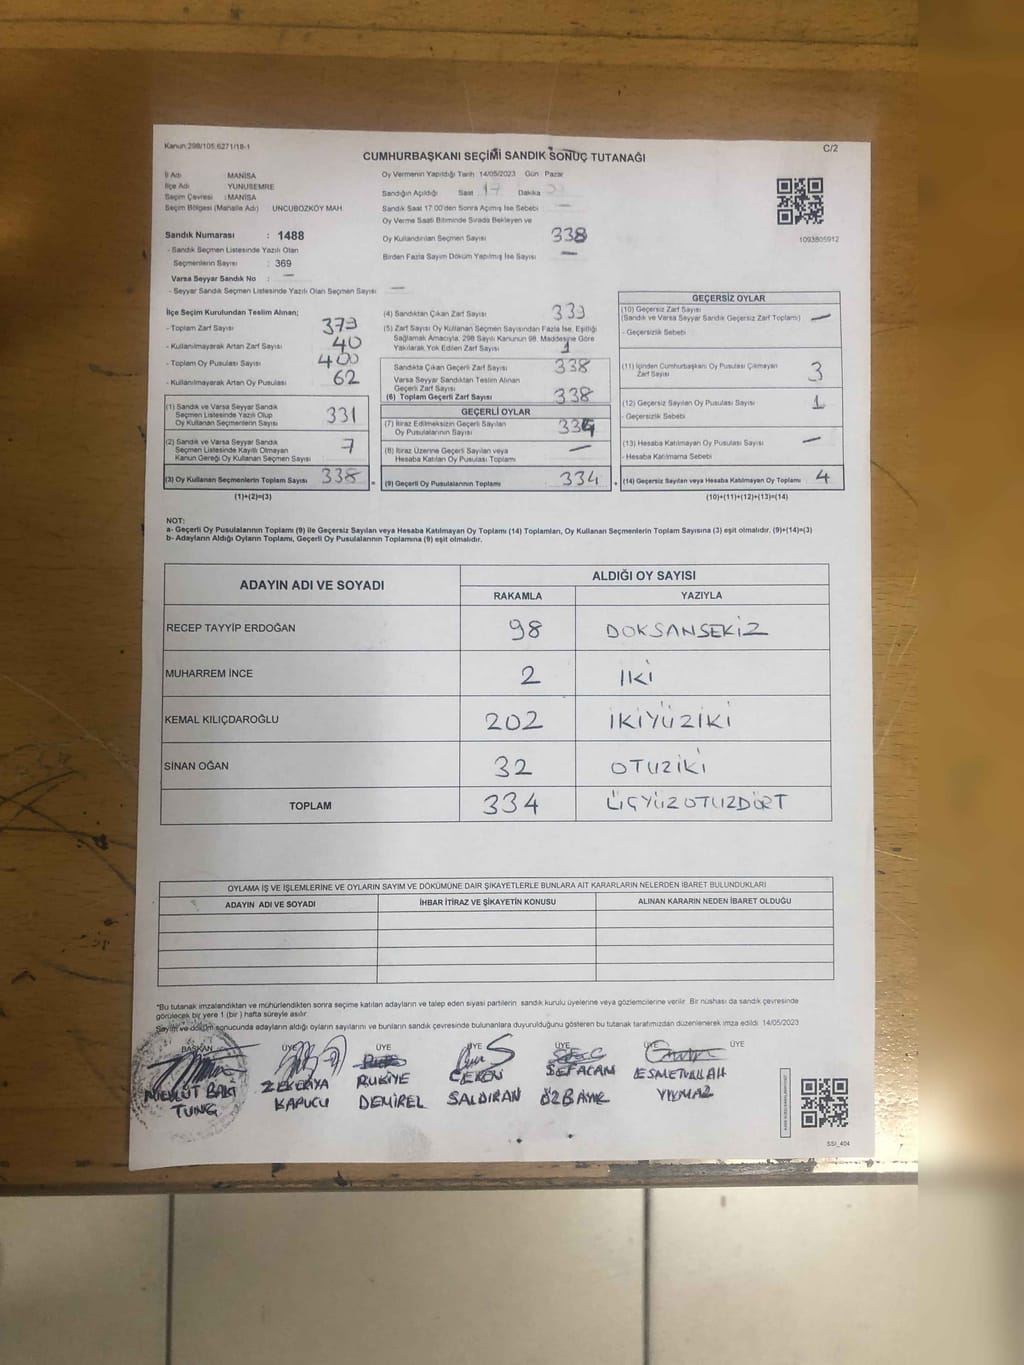 Kanun:298/105,6271/18-1
C/2
CUMHURBAŞKANI SEÇİMİ SANDIK SONUÇ TUTANAĞI
İl Adı MANİSA
İlçe Adı YUNUSEMRE
Seçim Çevresi : MANİSA
Seçim Bölgesi (Mahalle Adı) UNCUBOZKÖY MAH.
Sandık Numarası : 1488
- Sandık Seçmen Listesinde Yazılı Olan
Seçmenlerin Sayısı : 369
Varsa Seyyar Sandık No : —
- Seyyar Sandık Seçmen Listesinde Yazılı Olan Seçmen Sayısı —
Oy Vermenin Yapıldığı Tarih 14/05/2023 Gün Pazar
Sandığın Açıldığı Saat 17 Dakika
Sandık Saat 17.00'den Sonra Açılmış İse Sebebi —
Oy Verme Saati Bitiminde Sırada Bekleyen ve
Oy Kullandırılan Seçmen Sayısı 338
Birden Fazla Sayım Döküm Yapılmış İse Sayısı —
1093805912
İlçe Seçim Kurulundan Teslim Alınan;
- Toplam Zarf Sayısı 379
- Kullanılmayarak Artan Zarf Sayısı 40
- Toplam Oy Pusulası Sayısı 400
- Kullanılmayarak Artan Oy Pusulası 62
(1) Sandık ve Varsa Seyyar Sandık
Seçmen Listesinde Yazılı Olup
Oy Kullanan Seçmenlerin Sayısı 331
(2) Sandık ve Varsa Seyyar Sandık
Seçmen Listesinde Kayıtlı Olmayan
Kanun Gereği Oy Kullanan Seçmen Sayısı 7
(3) Oy Kullanan Seçmenlerin Toplam Sayısı 338
(1)+(2)=(3)
(4) Sandıktan Çıkan Zarf Sayısı 339
(5) Zarf Sayısı Oy Kullanan Seçmen Sayısından Fazla İse, Eşitliği
Sağlamak Amacıyla, 298 Sayılı Kanunun 98. Maddesine Göre
Yakılarak Yok Edilen Zarf Sayısı 1
Sandıkta Çıkan Geçerli Zarf Sayısı 338
Varsa Seyyar Sandıktan Teslim Alınan
Geçerli Zarf Sayısı
(6) Toplam Geçerli Zarf Sayısı 338
GEÇERLİ OYLAR
(7) İtiraz Edilmeksizin Geçerli Sayılan
Oy Pusulalarının Sayısı 334
(8) İtiraz Üzerine Geçerli Sayılan veya
Hesaba Katılan Oy Pusulası Toplamı —
(9) Geçerli Oy Pusulalarının Toplamı 334
GEÇERSİZ OYLAR
(10) Geçersiz Zarf Sayısı
(Sandık ve Varsa Seyyar Sandık Geçersiz Zarf Toplamı) —
- Geçersizlik Sebebi
(11) İçinden Cumhurbaşkanı Oy Pusulası Çıkmayan
Zarf Sayısı 3
(12) Geçersiz Sayılan Oy Pusulası Sayısı 1
- Geçersizlik Sebebi
(13) Hesaba Katılmayan Oy Pusulası Sayısı —
- Hesaba Katılmama Sebebi
(14) Geçersiz Sayılan veya Hesaba Katılmayan Oy Toplamı 4
(10)+(11)+(12)+(13)=(14)
NOT:
a- Geçerli Oy Pusulalarının Toplamı (9) ile Geçersiz Sayılan veya Hesaba Katılmayan Oy Toplamı (14) Toplamları, Oy Kullanan Seçmenlerin Toplam Sayısına (3) eşit olmalıdır. (9)+(14)=(3)
b- Adayların Aldığı Oyların Toplamı, Geçerli Oy Pusulalarının Toplamına (9) eşit olmalıdır.
ADAYIN ADI VE SOYADI
ALDIĞI OY SAYISI
RAKAMLA YAZIYLA
RECEP TAYYİP ERDOĞAN 98 DOKSANSEKİZ
MUHARREM İNCE 2 İKİ
KEMAL KILIÇDAROĞLU 202 İKİYÜZİKİ
SİNAN OĞAN 32 OTUZİKİ
TOPLAM 334 ÜÇYÜZOTUZDÖRT
OYLAMA İŞ VE İŞLEMLERİNE VE OYLARIN SAYIM VE DÖKÜMÜNE DAİR ŞİKAYETLERLE BUNLARA AİT KARARLARIN NELERDEN İBARET BULUNDUKLARI
ADAYIN ADI VE SOYADI İHBAR İTİRAZ VE ŞİKAYETİN KONUSU ALINAN KARARIN NEDEN İBARET OLDUĞU
*Bu tutanak imzalandıktan ve mühürlendikten sonra seçime katılan adayların ve talep eden siyasi partilerin sandık kurulu üyelerine veya gözlemcilerine verilir. Bir nüshası da sandık çevresinde
görülecek bir yere 1 (bir) hafta süreyle asılır.
Sayım ve döküm sonucunda adayların aldığı oyların sayılarını ve bunların sandık çevresinde bulunanlara duyurulduğunu gösteren bu tutanak tarafımızdan düzenlenerek imza edildi. 14/05/2023
BAŞKAN ÜYE ÜYE ÜYE ÜYE ÜYE ÜYE
MEVLÜT BAKİ ZEKERİYA RUKİYE CEREN SEFACAN ESMETULLAH
TUNÇ KAPUCU DEMİREL SALDIRAN ÖZBAYIR YILMAZ
SSI_404